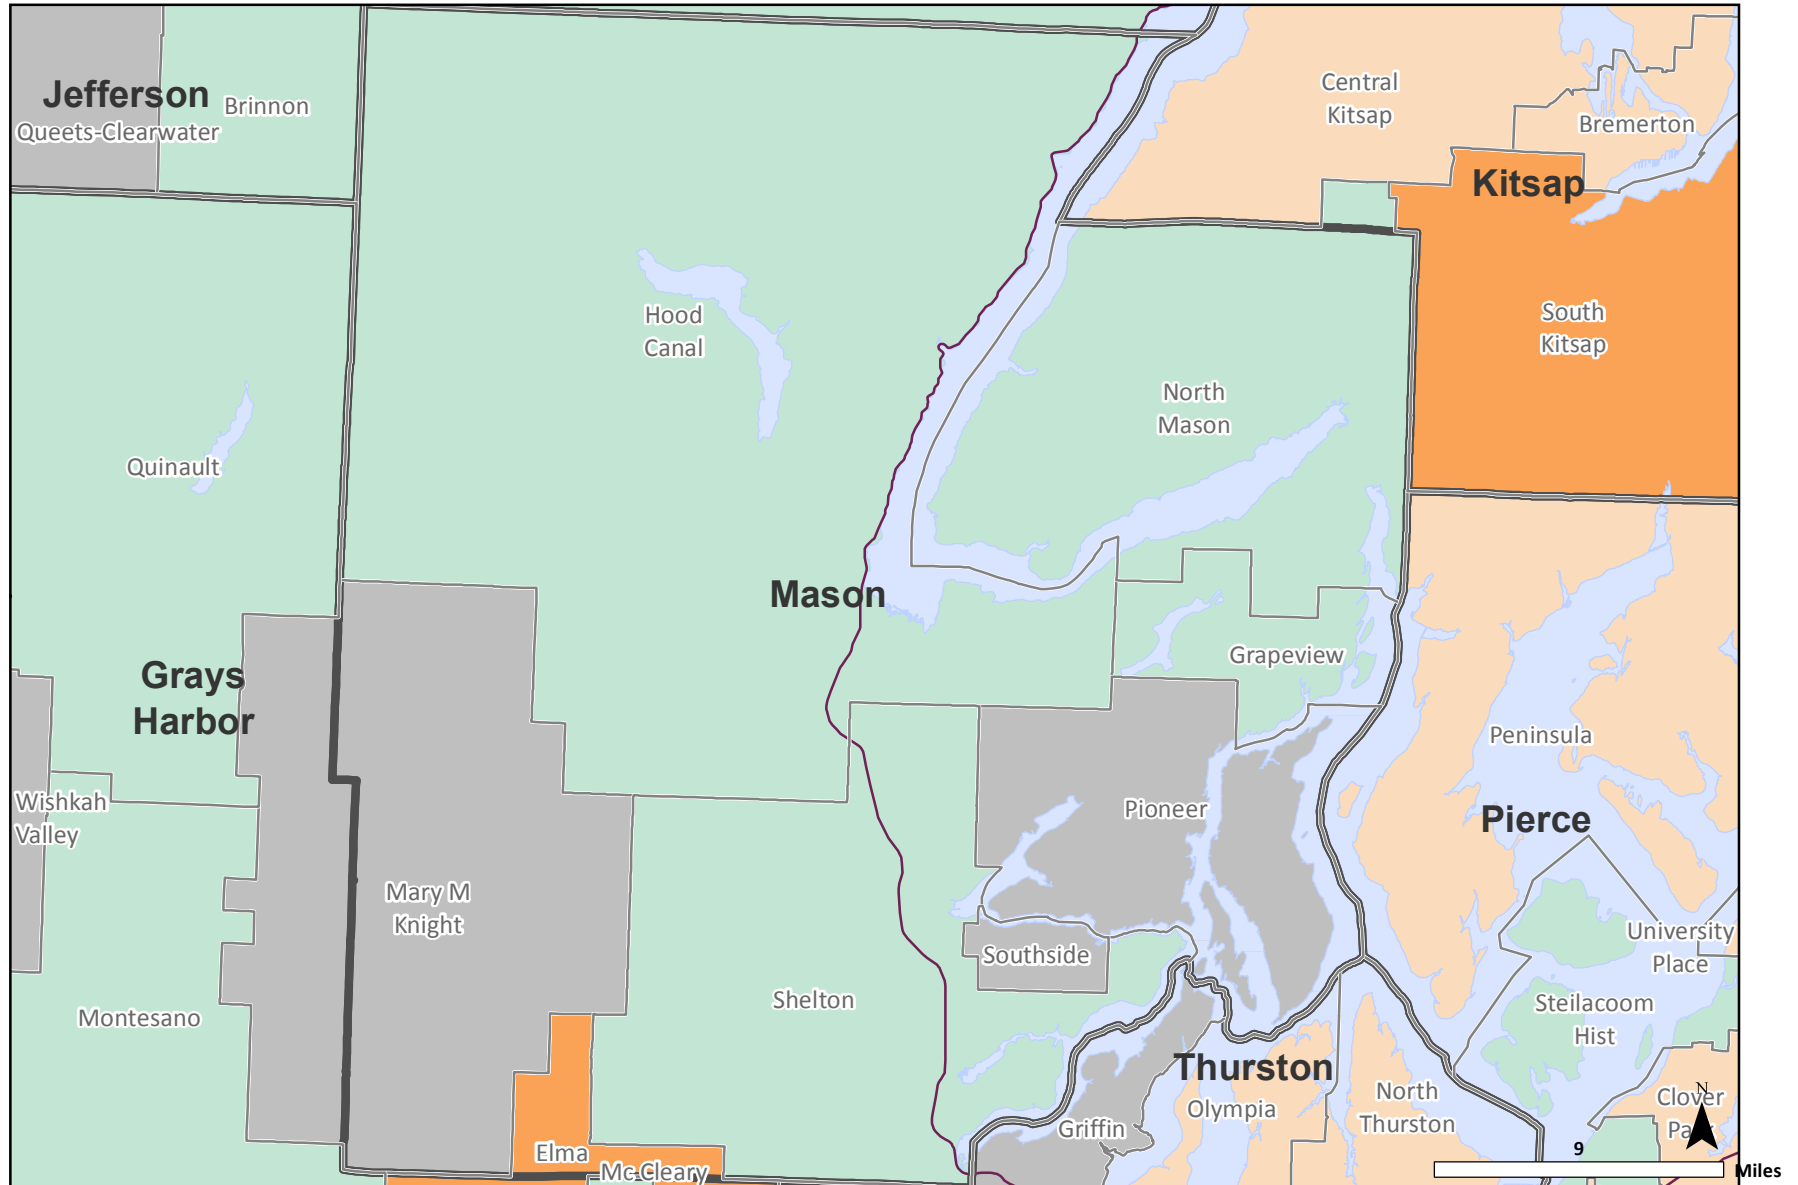 Jefferson
Queets-Clearwater
Brinnon
Central
Kitsap
Bremerton
Kitsap
South
Kitsap
Hood
Canal
North
Mason
Quinault
Mason
Grapeview
Grays
Harbor
Peninsula
Pioneer
Pierce
Wishkah
Valley
Mary M
Knight
Southside
University
Place
Shelton
Steilacoom
Hist
Montesano
Thurston
Olympia
North
Thurston
N
Clover
Griffin
Elma
Mc Cleary
9
Miles